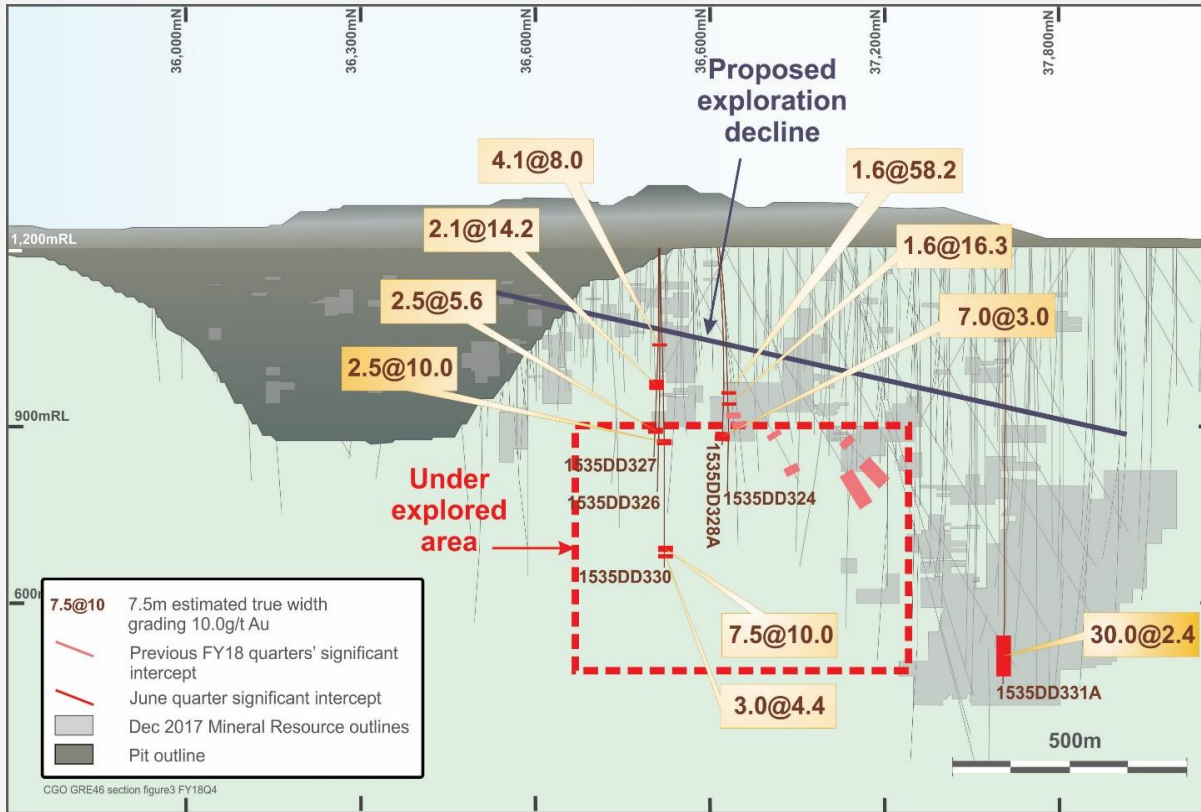 36,000mN
36,300mN
36,600mN
36,600mN
37,200mN
37,800mN
Proposed
exploration
decline
4.1@8.0
1.6@58.2
2.1@14.2
1.6@16.3
1,200mRL
2.5@5.6
7.0@3.0
2.5@10.0
900mRL
1535DD327
Under
explored
area
1535DD326
1535DD328A
1535DD324
1535DD330
600m
7.5@10.0
30.0@2.4
3.0@4.4
1535DD331A
7.5@10 7.5m estimated true width
grading 10.0g/t Au
Previous FY18 quarters' significant
intercept
June quarter significant intercept
Dec 2017 Mineral Resource outlines
Pit outline
500m
CGO GRE46 section figure3 FY18Q4